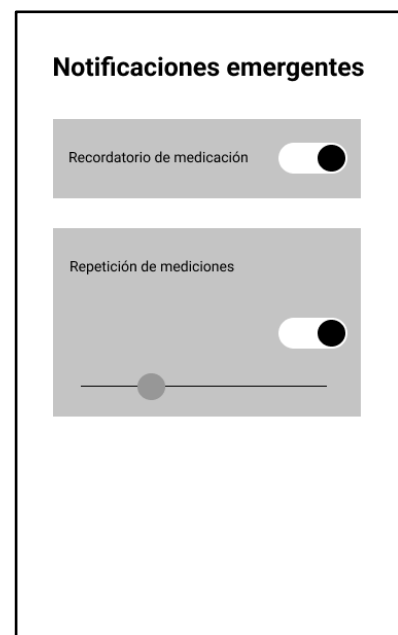 Notificaciones emergentes
Recordatorio de medicación
Repetición de mediciones